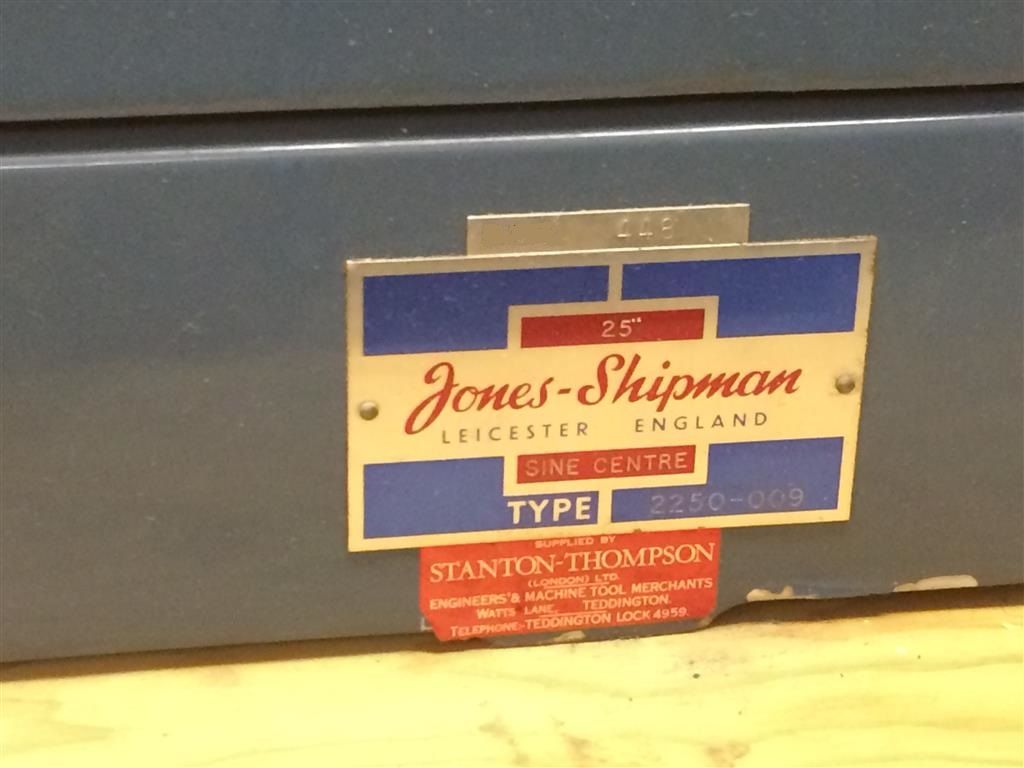 448
25"
Jones-Shipman
LEICESTER ENGLAND
SINE CENTRE
TYPE 2250-009
SUPPLIED BY
STANTON-THOMPSON
(LONDON) LTD.
ENGINEERS' & MACHINE TOOL MERCHANTS
WATTS LANE, TEDDINGTON.
TELEPHONE:-TEDDINGTON LOCK 4959.